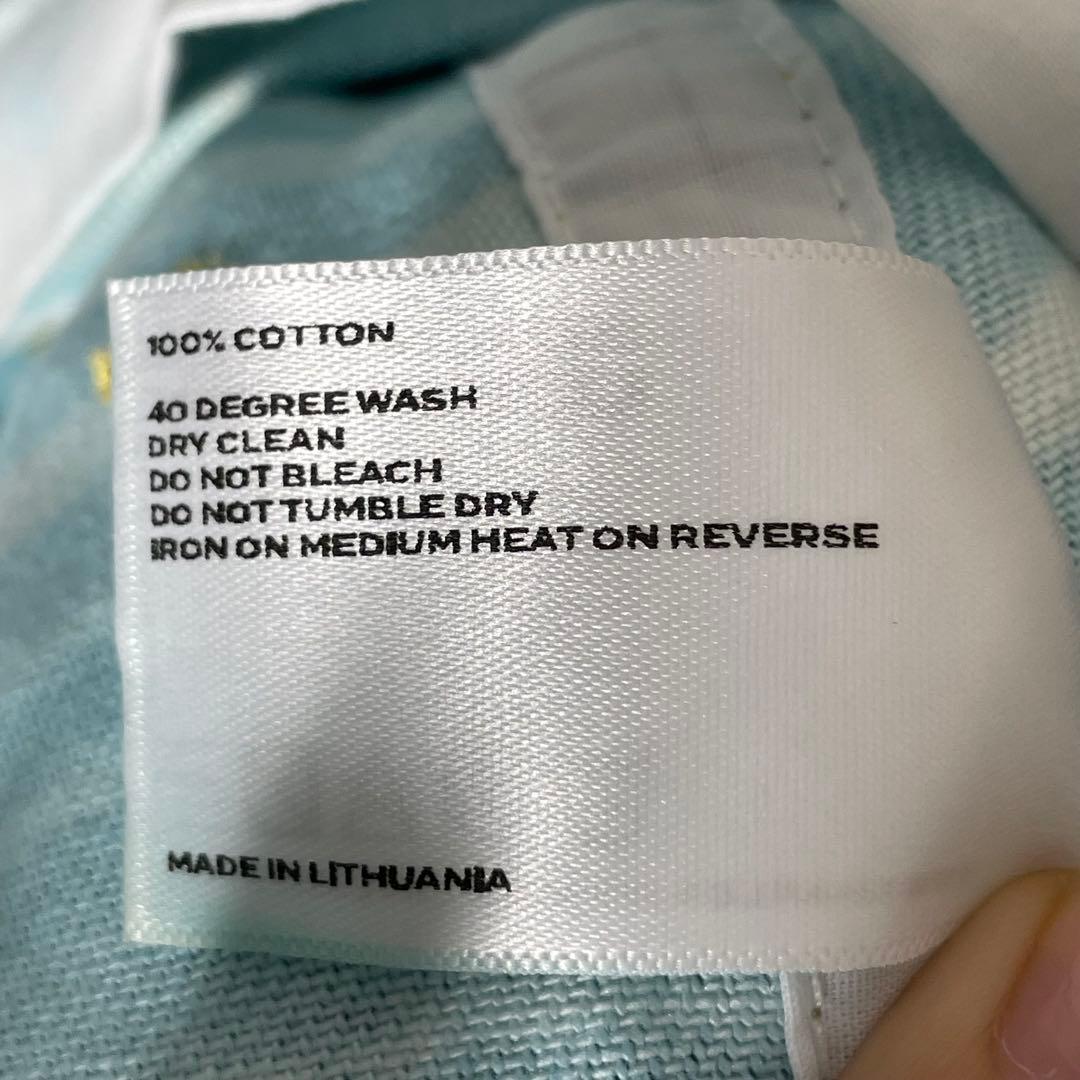 100% COTTON
40 DEGREE WASH
DRY CLEAN
DO NOT BLEACH
DO NOT TUMBLE DRY
IRON ON MEDIUM HEAT ON REVERSE
MADE IN LITHUANIA